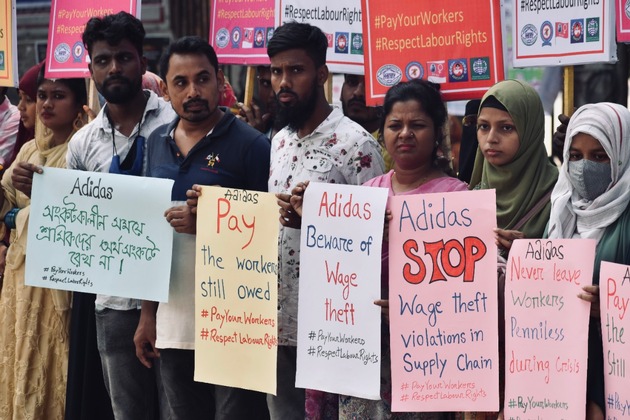 #PayYourWorkers
#RespectLabourRights
#RespectLabourRights
#PayYourWorkers
#RespectLabourRights
#RespectLabourRights
Adidas
সংকটকালীন সময়ে
শ্রমিকদের অর্থসংকটে
রেখ না !
#PayYourWorkers
#RespectLabourRights
Adidas
Pay
the workers
still owed
#PayYourWorkers
#RespectLabourRights
Adidas
Beware of
Wage
theft
#PayYourWorkers
#RespectLabourRights
Adidas
STOP
Wage theft
violations in
Supply Chain
#PayYourWorkers
#RespectLabourRights
Adidas
Never leave
Workers
Penniless
during Crisis
#PayYourWorkers
#RespectLabour
Adidas